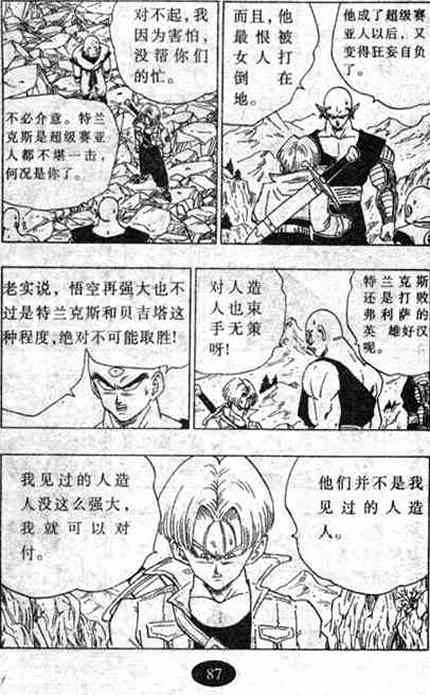 他成了超级赛
亚人以后，又
变得狂妄自负
了。
而且，他
最恨被
女人打
倒在
地。
对不起，我
因为害怕，
没帮你们
的忙。
不必介意。特兰
克斯是超级赛亚
人都不堪一击，
何况是你了。
特兰克
还是打败
弗利萨的
英雄好汉
呢。
对人造
人也束
手无策
呀！
老实说，悟空再强大也不
过是特兰克斯和贝吉塔这
种程度，绝对不可能取胜！
他们并不是我
见过的人造
人。
我见过的人造
人没这么强大，
我就可以对
付。
87